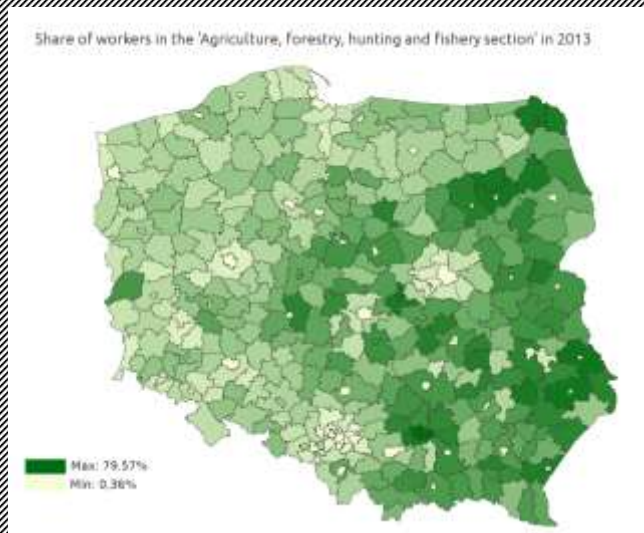 Share of workers in the 'Agriculture, forestry, hunting and fishery section' in 2013
Max: 79.57%
Min: 0.36%